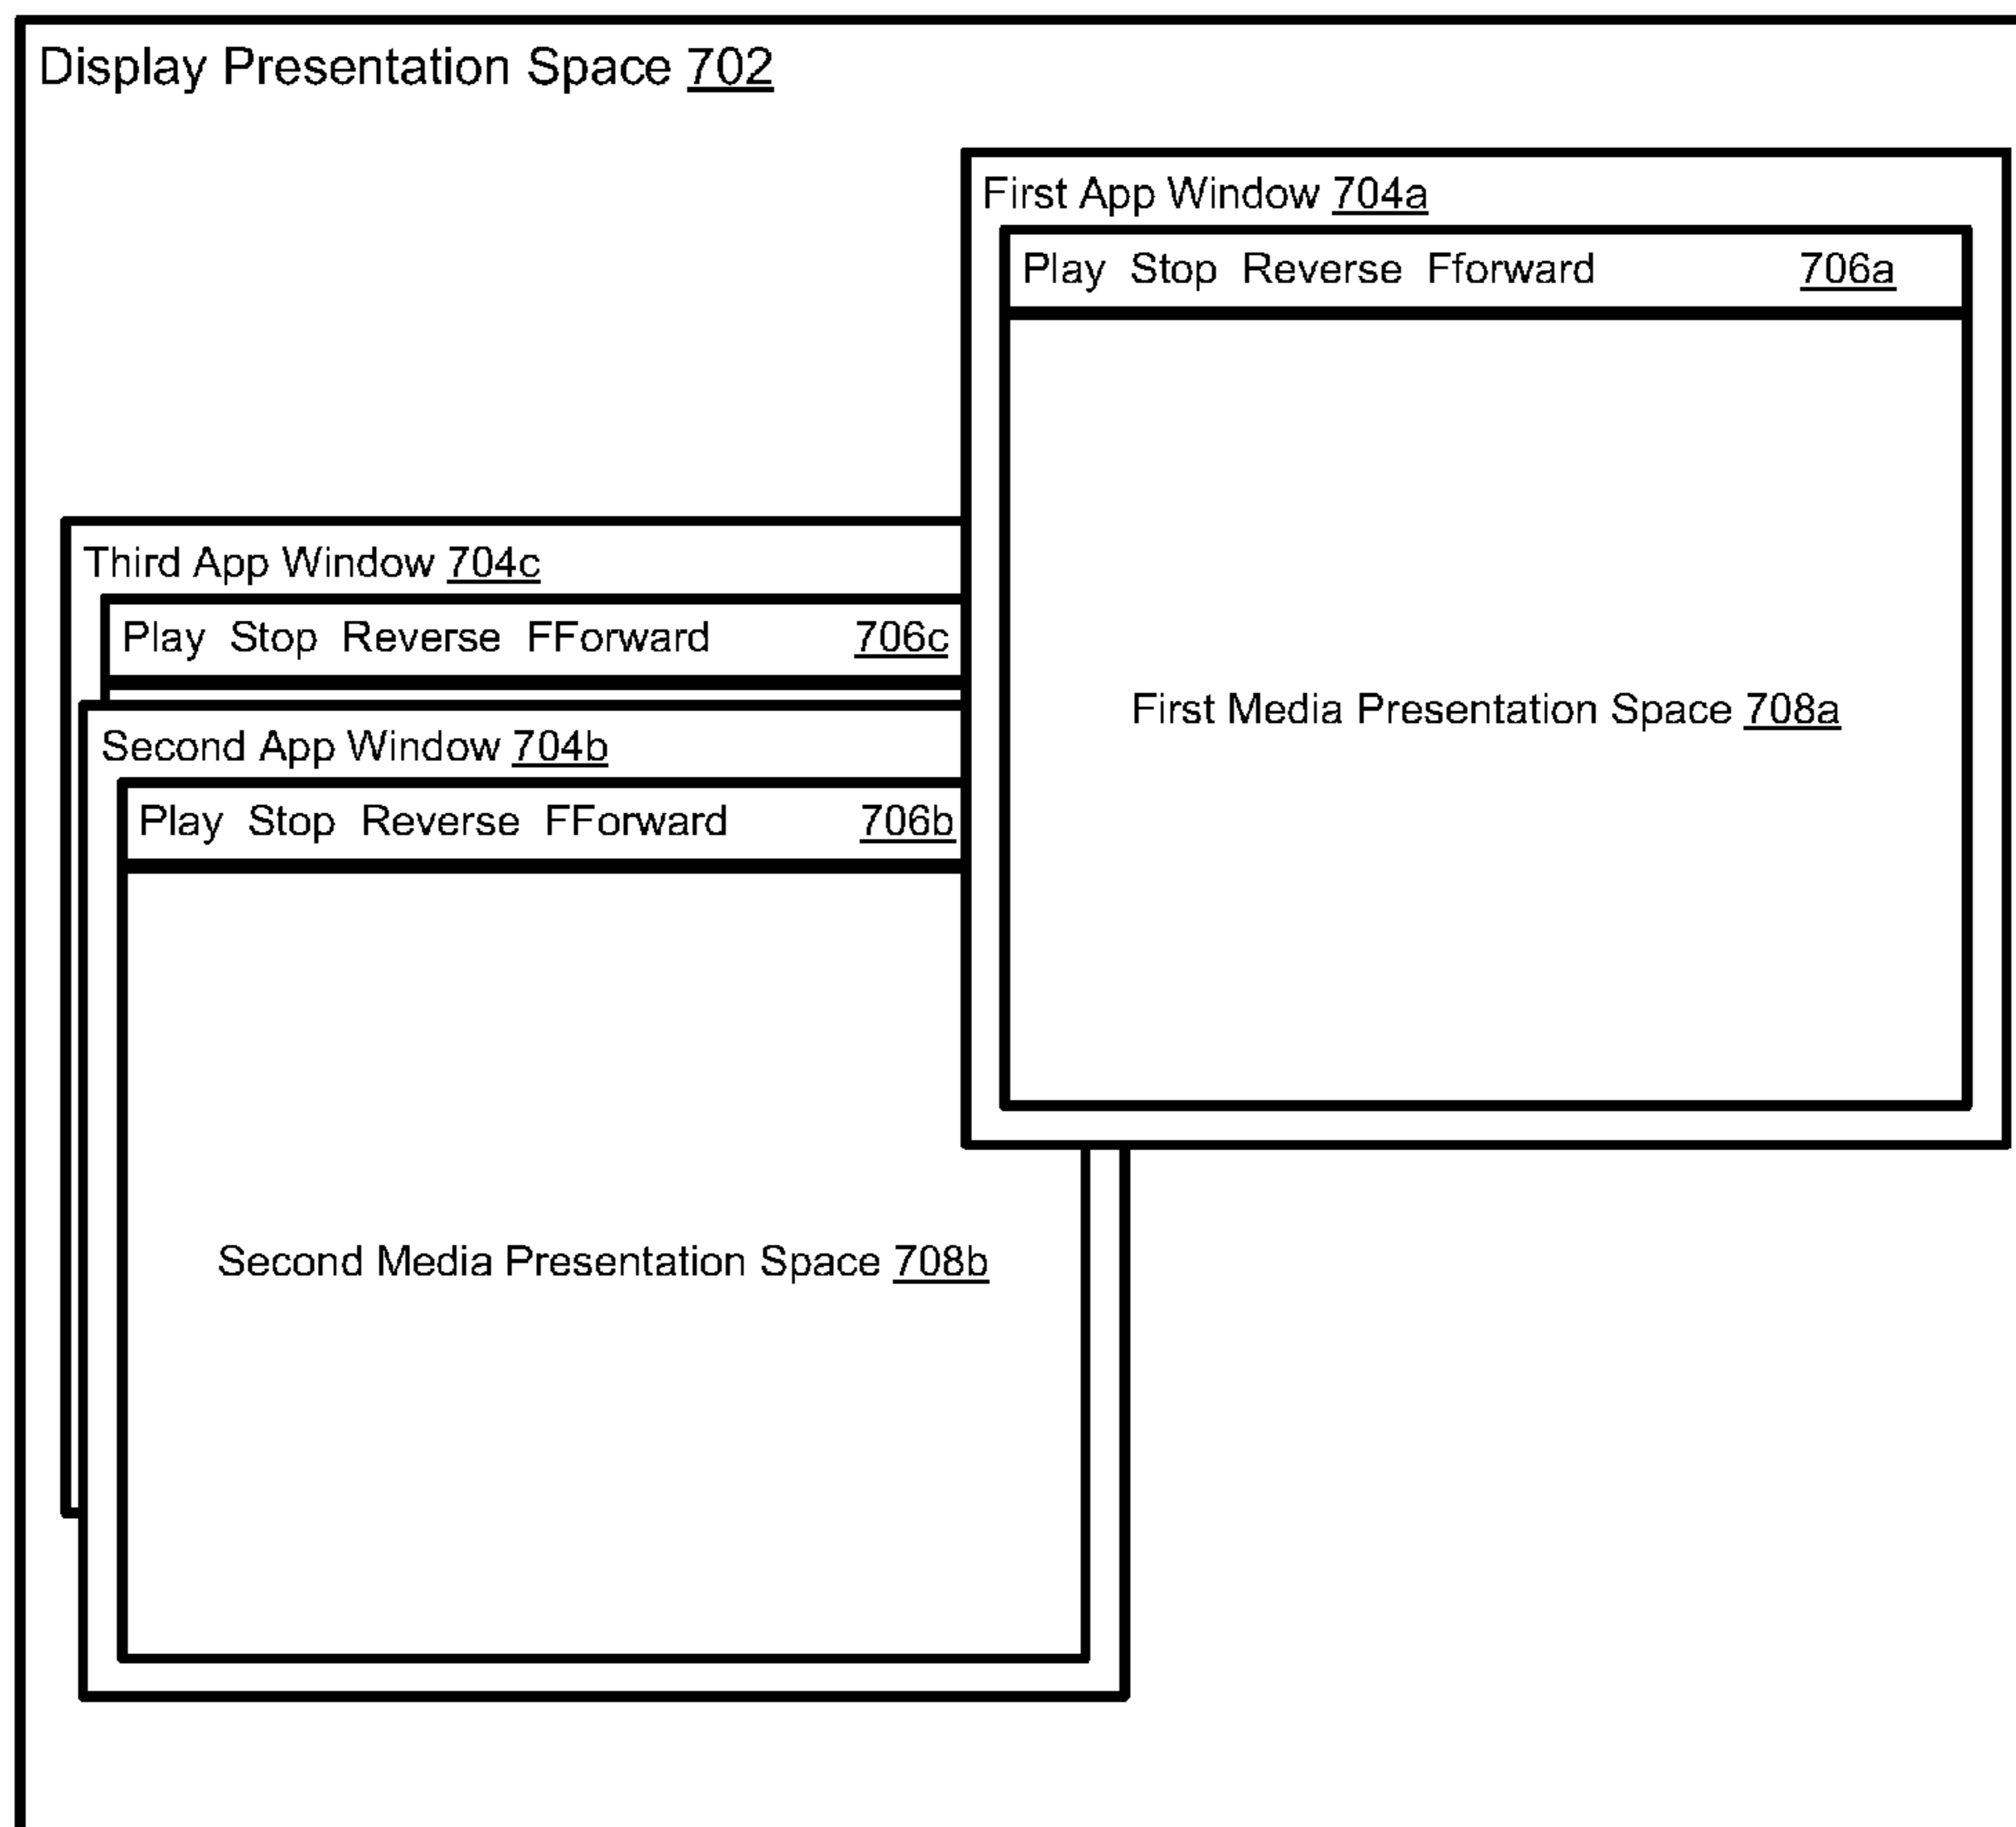 Display Presentation Space 702
First App Window 704a
Play Stop Reverse Fforward 706a
First Media Presentation Space 708a
Third App Window 704c
Play Stop Reverse FForward 706c
Second App Window 704b
Play Stop Reverse FForward 706b
Second Media Presentation Space 708b